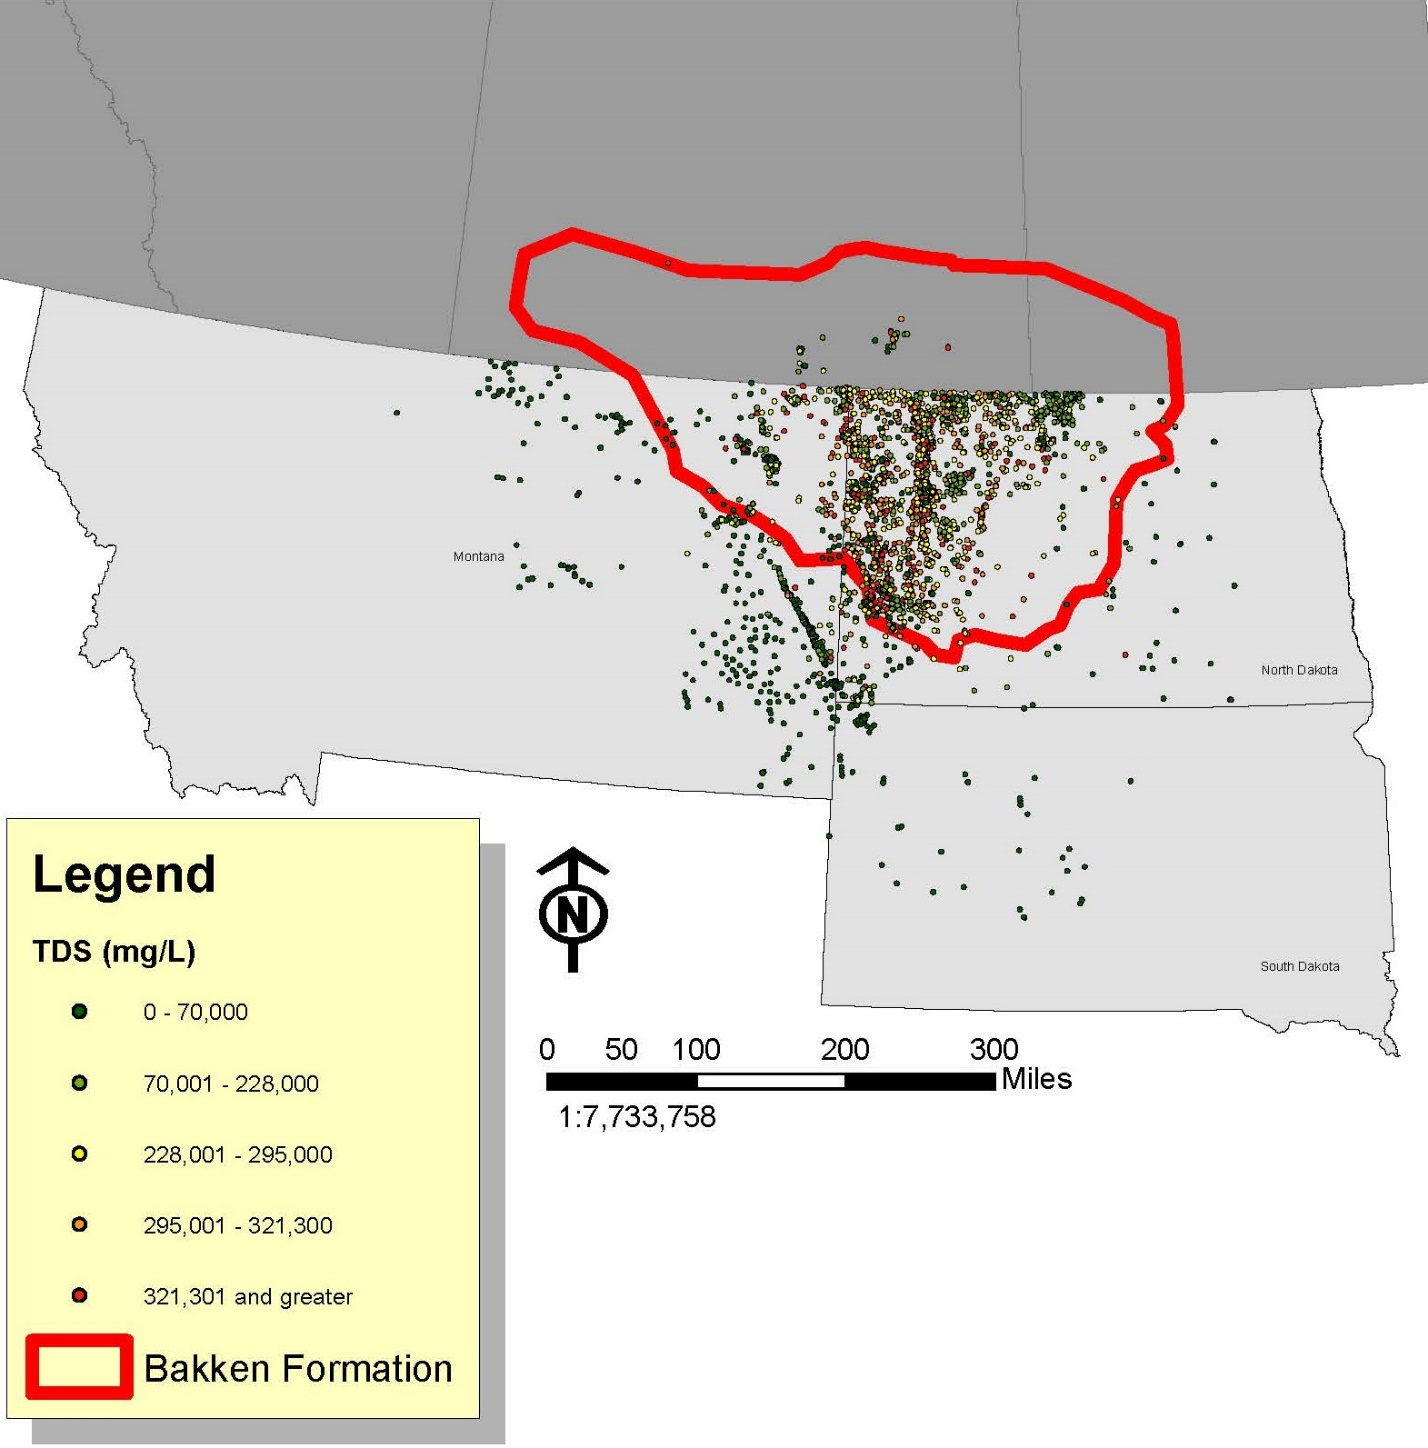 Montana
North Dakota
South Dakota
Legend
TDS (mg/L)
0 - 70,000
70,001 - 228,000
228,001 - 295,000
295,001 - 321,300
321,301 and greater
Bakken Formation
N
0 50 100 200 300
Miles
1:7,733,758